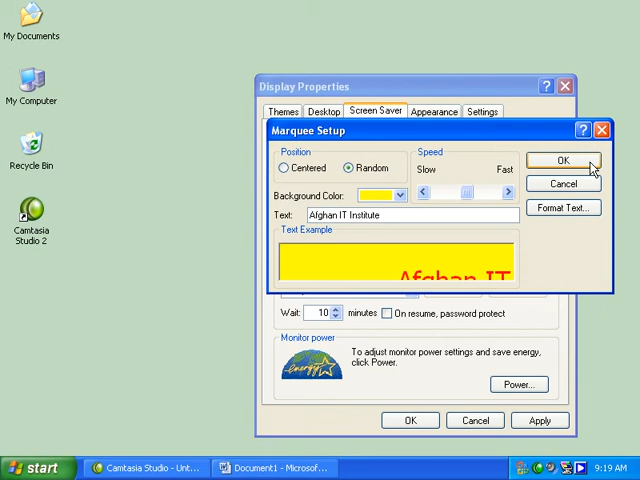 My Documents
My Computer
Recycle Bin
Camtasia
Studio 2
Display Properties
Themes
Desktop
Screen Saver
Appearance
Settings
Marquee Setup
Position
Centered
Random
Speed
Slow
Fast
OK
Cancel
Format Text...
Background Color:
Text:
Afghan IT Institute
Text Example
Afghan IT
Wait:
10
minutes
On resume, password protect
Monitor power
To adjust monitor power settings and save energy,
click Power.
energy
Power...
OK
Cancel
Apply
start
Camtasia Studio - Unt...
Document1 - Microsof...
9:19 AM